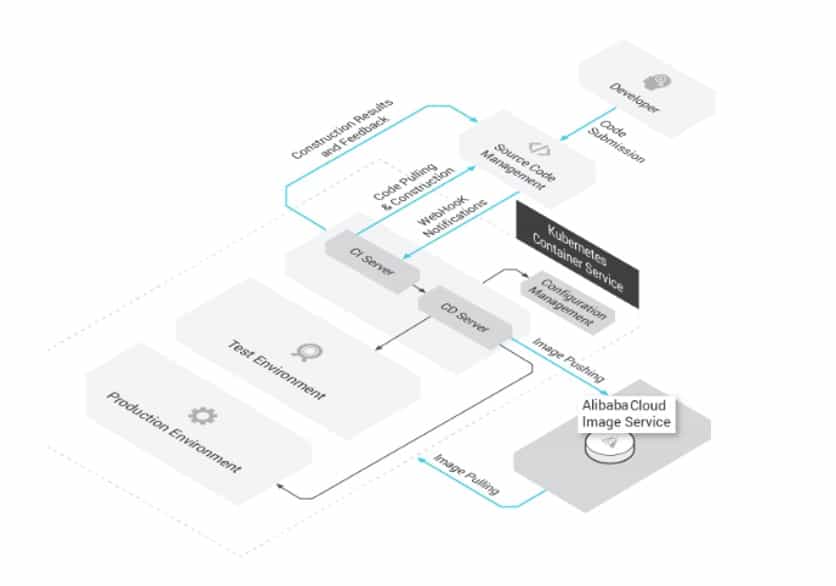 Developer
Code
Submission
Construction Results
and Feedback
Source Code
Management
Code Pulling
& Construction
WebHooK
Notifications
Kubernetes
Container Service
CI Server
Configuration
Management
CD Server
Test Environment
Image Pushing
Production Environment
Alibaba Cloud
Image Service
Image Pulling